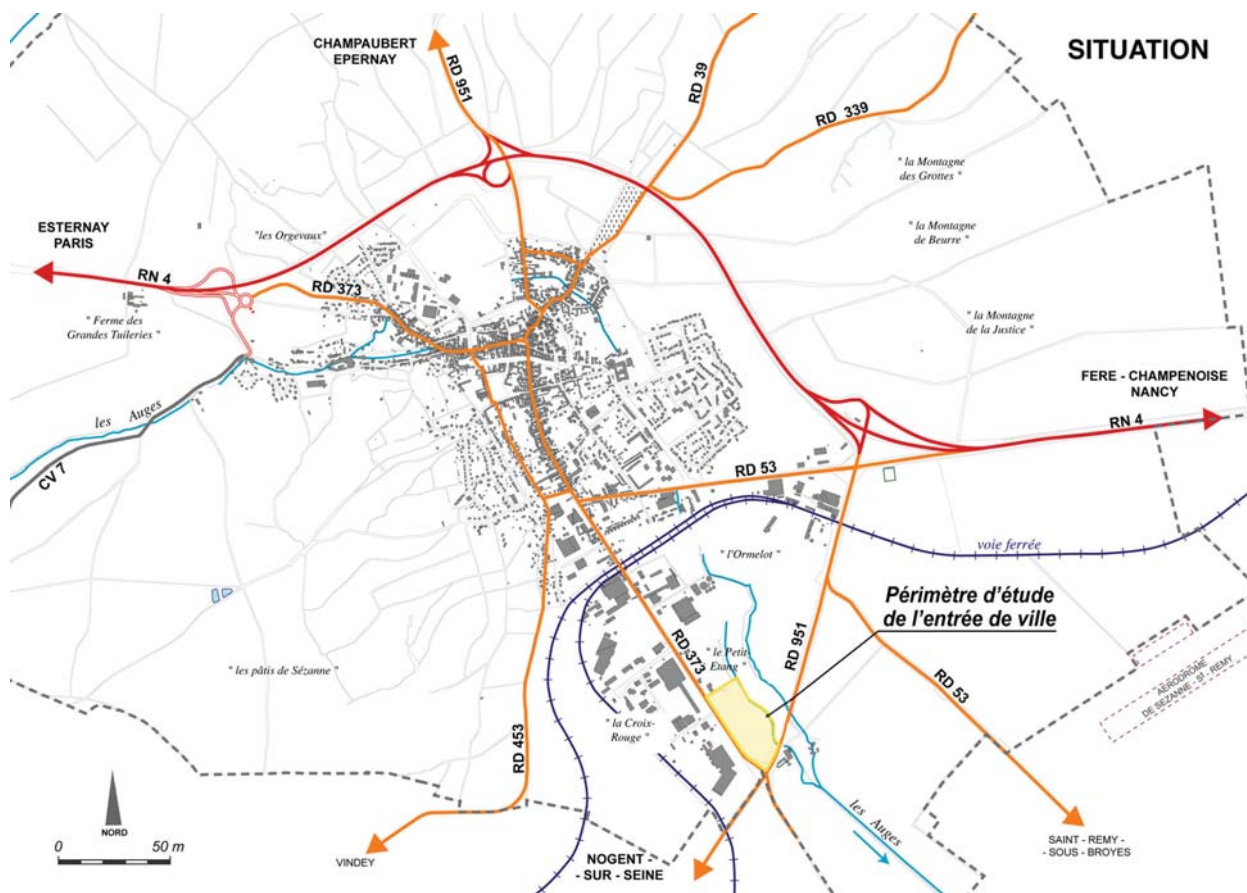 SITUATION
CHAMPAUBERT
EPERNAY
RD 951
RD 39
RD 339
" la Montagne
des Grottes "
" la Montagne
de Beurre "
ESTERNAY
PARIS
"les Orgevaux"
RN 4
RD 373
" Ferme des
Grandes Tuileries "
" la Montagne
de la Justice "
FERE - CHAMPENOISE
NANCY
RN 4
les Auges
CV 7
RD 53
voie ferrée
" l'Ormelot "
Périmètre d'étude
de l'entrée de ville
RD 373
" le Petit-
Etang "
RD 951
" les pâtis de Sézanne "
" la Croix-
Rouge "
RD 453
RD 53
AERODROME
DE SEZANNE - St - REMY
les Auges
NORD
0 50 m
VINDEY
NOGENT -
- SUR - SEINE
SAINT - REMY -
- SOUS - BROYES